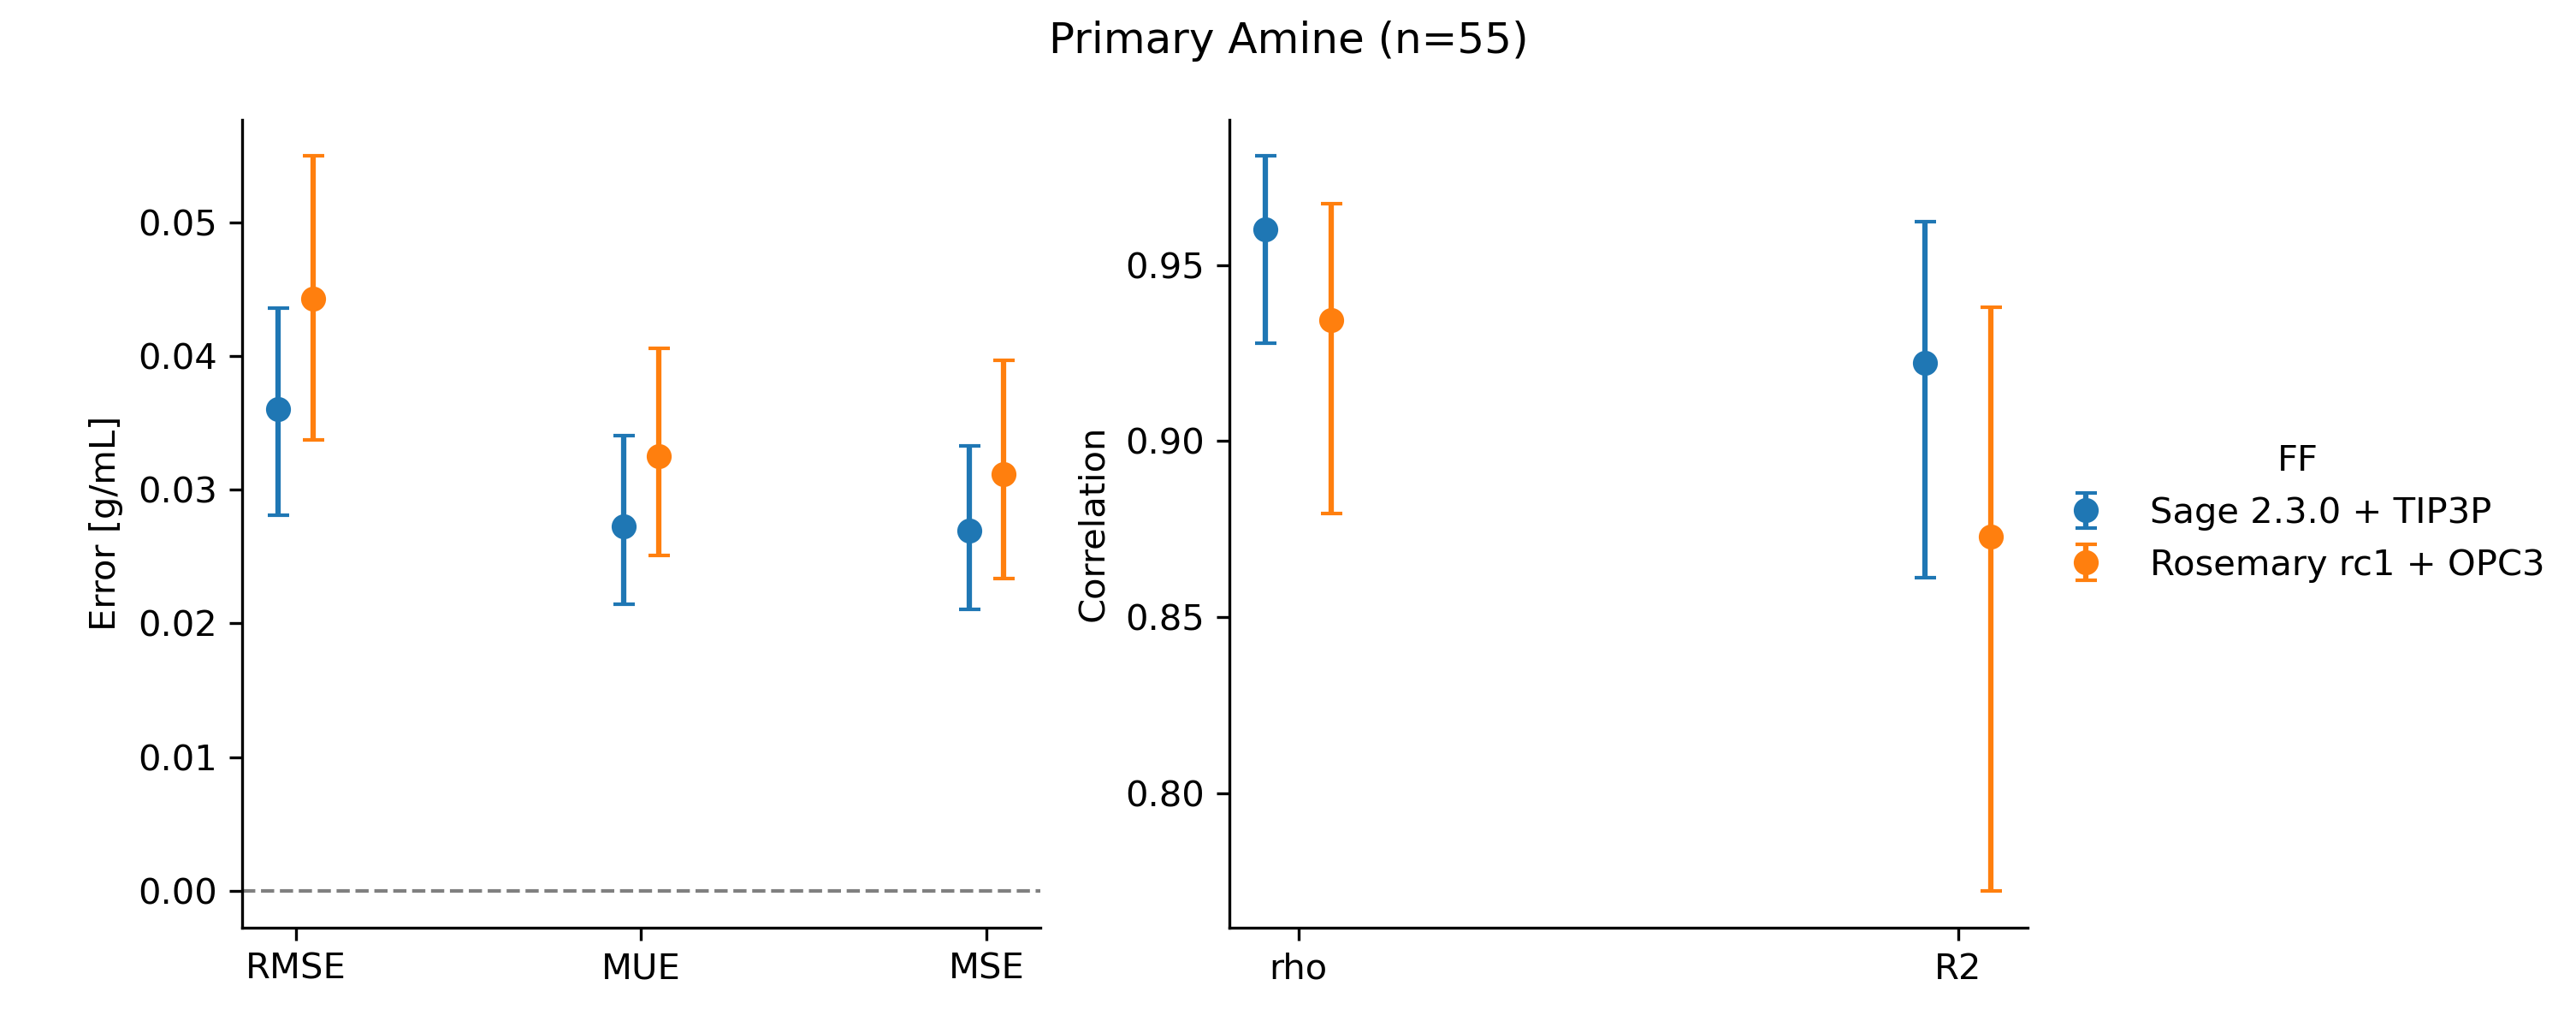 Primary Amine (n=55)
Error [g/mL]
0.05
0.04
0.03
0.02
0.01
0.00
RMSE
MUE
MSE
Correlation
0.95
0.90
0.85
0.80
rho
R2
FF
Sage 2.3.0 + TIP3P
Rosemary rc1 + OPC3